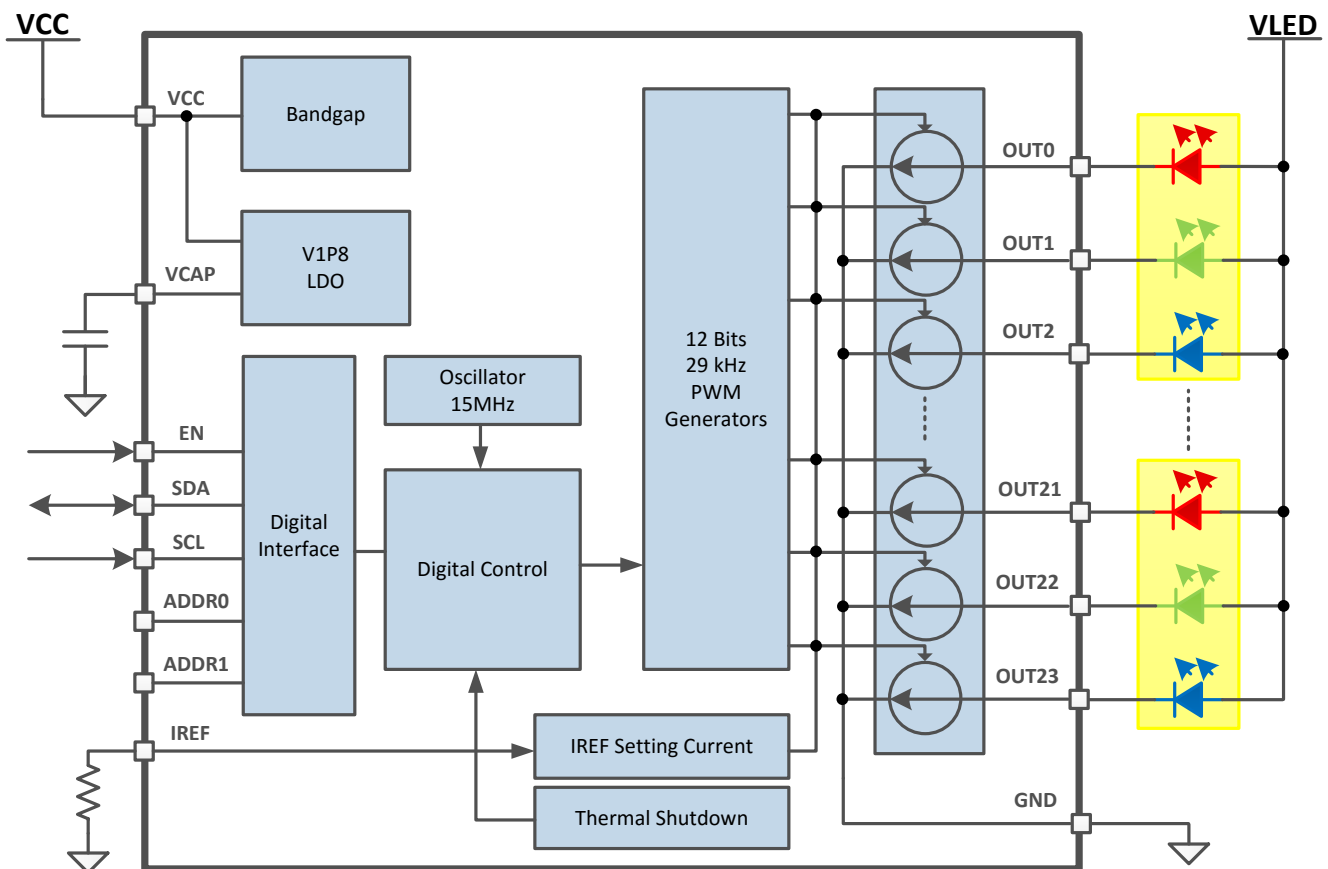 VCC
VLED
VCC
Bandgap
OUT0
V1P8
LDO
OUT1
VCAP
OUT2
12 Bits
29 kHz
PWM
Generators
Oscillator
15MHz
EN
SDA
SCL
ADDR0
ADDR1
Digital
Interface
Digital Control
OUT21
OUT22
OUT23
IREF
IREF Setting Current
Thermal Shutdown
GND